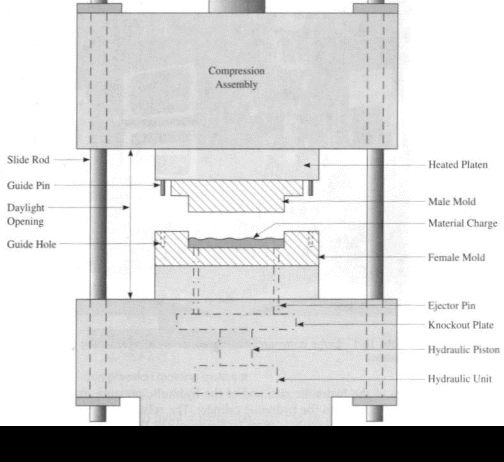 Compression
Assembly
Slide Rod
Heated Platen
Guide Pin
Male Mold
Daylight
Opening
Material Charge
Guide Hole
Female Mold
Ejector Pin
Knockout Plate
Hydraulic Piston
Hydraulic Unit